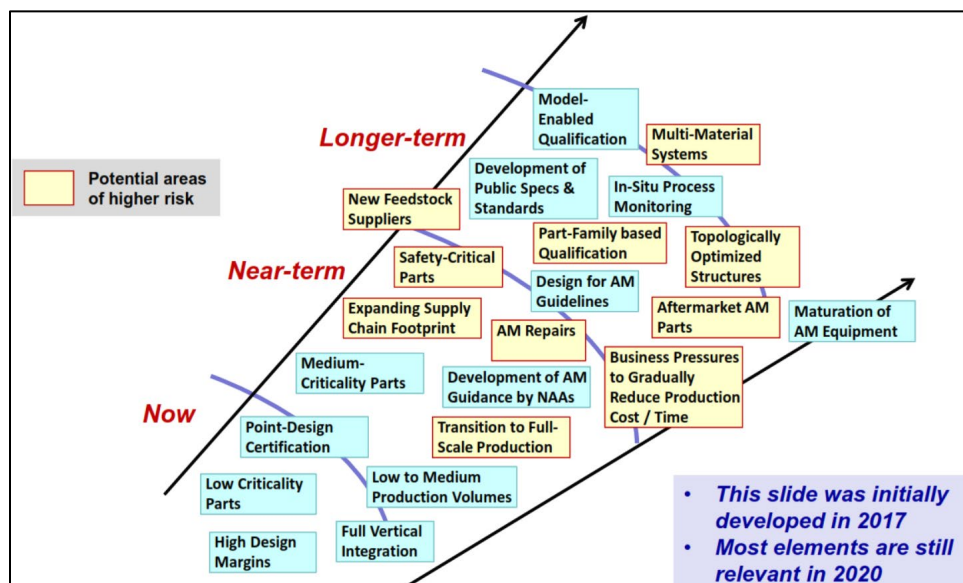 Longer-term
Model-
Enabled
Qualification
Multi-Material
Systems
Potential areas
of higher risk
Development of
Public Specs &
Standards
In-Situ Process
Monitoring
New Feedstock
Suppliers
Part-Family based
Qualification
Topologically
Optimized
Structures
Near-term
Safety-Critical
Parts
Design for AM
Guidelines
Expanding Supply
Chain Footprint
AM Repairs
Aftermarket AM
Parts
Maturation of
AM Equipment
Medium-
Criticality Parts
Development of AM
Guidance by NAAs
Business Pressures
to Gradually
Reduce Production
Cost / Time
Now
Point-Design
Certification
Transition to Full-
Scale Production
Low Criticality
Parts
Low to Medium
Production Volumes
High Design
Margins
Full Vertical
Integration
• This slide was initially
developed in 2017
• Most elements are still
relevant in 2020